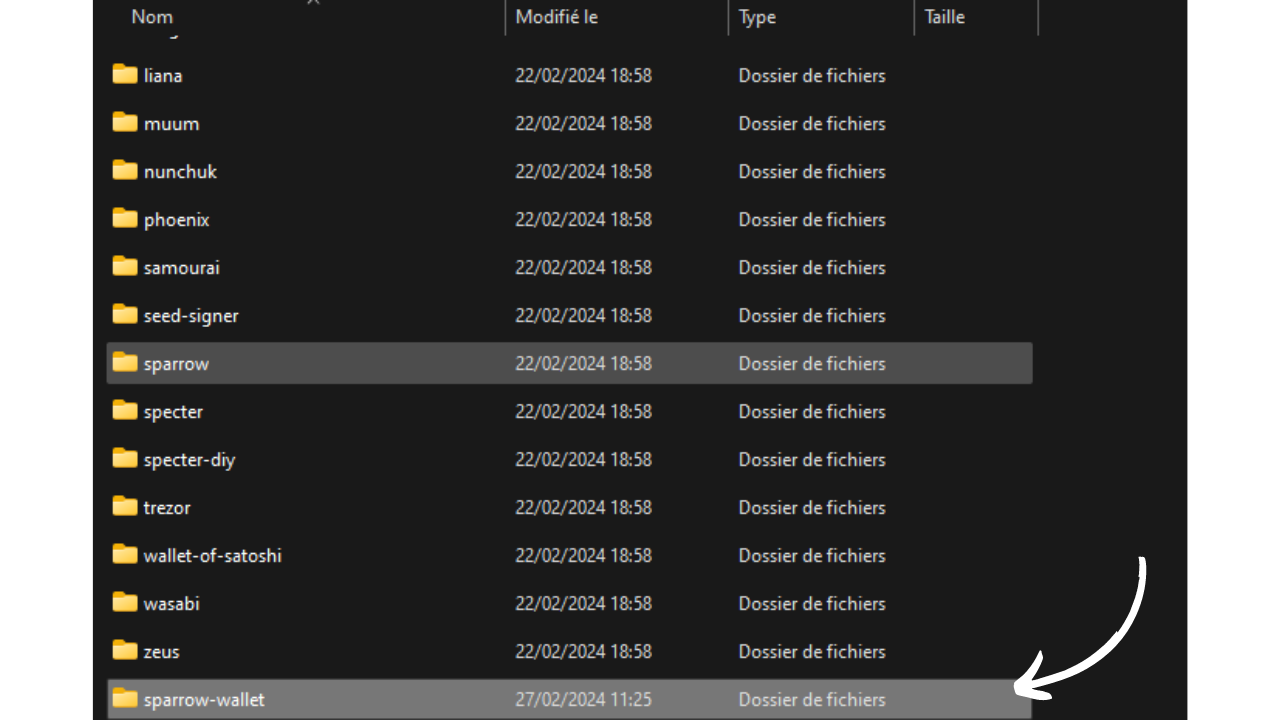 Nom Modifié le Type Taille
liana 22/02/2024 18:58 Dossier de fichiers
muum 22/02/2024 18:58 Dossier de fichiers
nunchuk 22/02/2024 18:58 Dossier de fichiers
phoenix 22/02/2024 18:58 Dossier de fichiers
samourai 22/02/2024 18:58 Dossier de fichiers
seed-signer 22/02/2024 18:58 Dossier de fichiers
sparrow 22/02/2024 18:58 Dossier de fichiers
specter 22/02/2024 18:58 Dossier de fichiers
specter-diy 22/02/2024 18:58 Dossier de fichiers
trezor 22/02/2024 18:58 Dossier de fichiers
wallet-of-satoshi 22/02/2024 18:58 Dossier de fichiers
wasabi 22/02/2024 18:58 Dossier de fichiers
zeus 22/02/2024 18:58 Dossier de fichiers
sparrow-wallet 27/02/2024 11:25 Dossier de fichiers